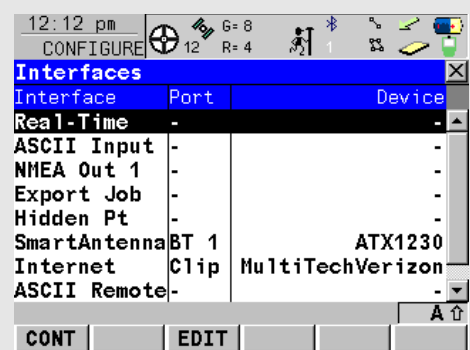 12:12 pm
CONFIGURE
12
G= 8
R= 4
1
Interfaces
Interface Port Device
Real-Time - -
ASCII Input - -
NMEA Out 1 - -
Export Job - -
Hidden Pt - -
SmartAntenna BT 1 ATX1230
Internet Clip MultiTechVerizon
ASCII Remote - -
A
CONT EDIT